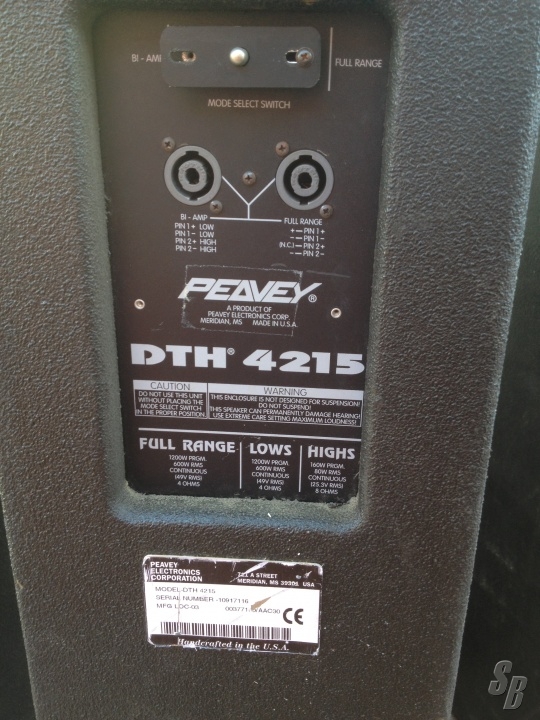 BI - AMP
FULL RANGE
MODE SELECT SWITCH
BI - AMP
PIN 1+ LOW
PIN 1- LOW
PIN 2+ HIGH
PIN 2- HIGH
FULL RANGE
+ — PIN 1+
- — PIN 1-
(N.C.) — PIN 2+
- — PIN 2-
PEAVEY®
A PRODUCT OF
PEAVEY ELECTRONICS CORP.
MERIDIAN, MS MADE IN U.S.A.
DTH® 4215
CAUTION
DO NOT USE THIS UNIT
WITHOUT PLACING THE
MODE SELECT SWITCH
IN THE PROPER POSITION.
WARNING
THIS ENCLOSURE IS NOT DESIGNED FOR SUSPENSION!
DO NOT SUSPEND!
THIS SPEAKER CAN PERMANENTLY DAMAGE HEARING!
USE EXTREME CARE SETTING MAXIMUM LOUDNESS!
FULL RANGE
1200W PRGM.
600W RMS
CONTINUOUS
(49V RMS)
4 OHMS
LOWS
1200W PRGM.
600W RMS
CONTINUOUS
(49V RMS)
4 OHMS
HIGHS
160W PRGM.
80W RMS
CONTINUOUS
(25.3V RMS)
8 OHMS
PEAVEY
ELECTRONICS
CORPORATION
A STREET
MERIDIAN, MS 39301 USA
MODEL-DTH 4215
SERIAL NUMBER -10917116
MFG LOC-03
CE
Handcrafted in the U.S.A.
SB